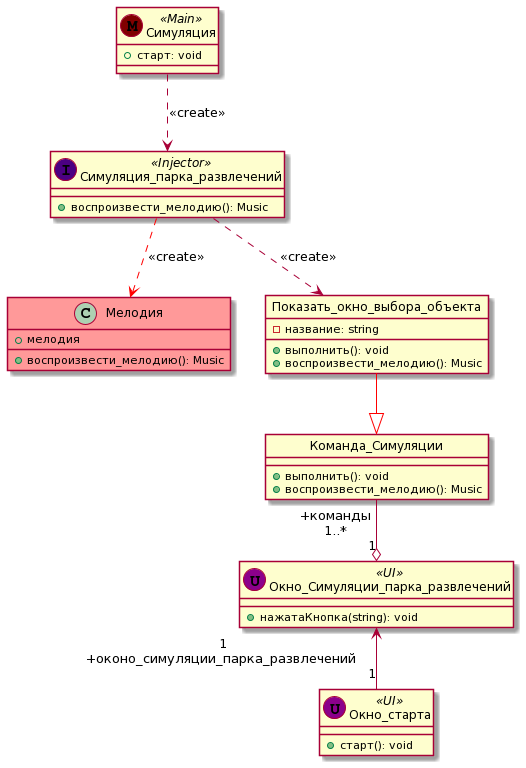 M
«Main»
Симуляция
старт: void
«create»
I
«Injector»
Симуляция_парка_развлечений
воспроизвести_мелодию(): Music
«create»
«create»
C
Мелодия
мелодия
воспроизвести_мелодию(): Music
Показать_окно_выбора_объекта
название: string
выполнить(): void
воспроизвести_мелодию(): Music
Команда_Симуляции
выполнить(): void
воспроизвести_мелодию(): Music
+команды
1..*
1
U
«UI»
Окно_Симуляции_парка_развлечений
нажатаКнопка(string): void
1
+оконо_симуляции_парка_развлечений
1
U
«UI»
Окно_старта
старт(): void